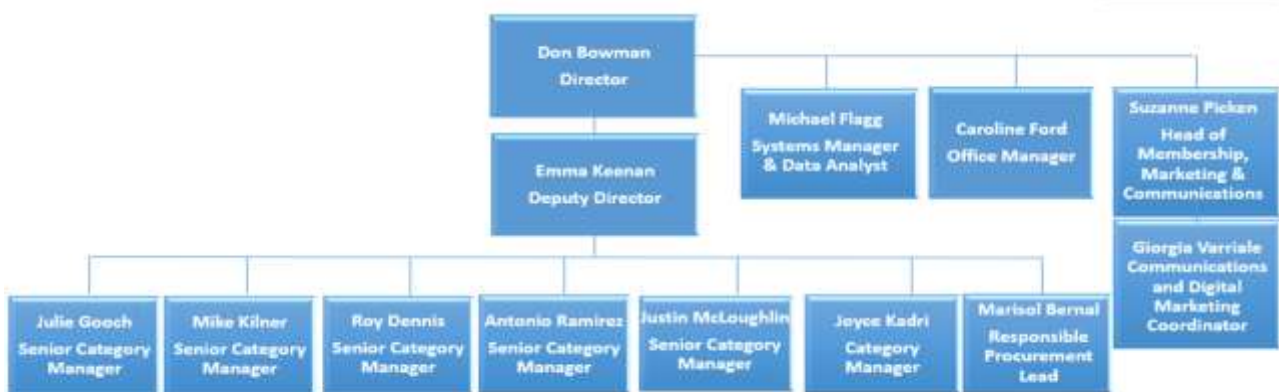 Don Bowman
Director
Michael Flagg
Systems Manager
& Data Analyst
Caroline Ford
Office Manager
Suzanne Picken
Head of
Membership,
Marketing &
Communications
Emma Keenan
Deputy Director
Giorgia Varriale
Communications
and Digital
Marketing
Coordinator
Julie Gooch
Senior Category
Manager
Mike Kilner
Senior Category
Manager
Roy Dennis
Senior Category
Manager
Antonio Ramirez
Senior Category
Manager
Justin McLoughlin
Senior Category
Manager
Joyce Kadri
Category
Manager
Marisol Bernal
Responsible
Procurement
Lead